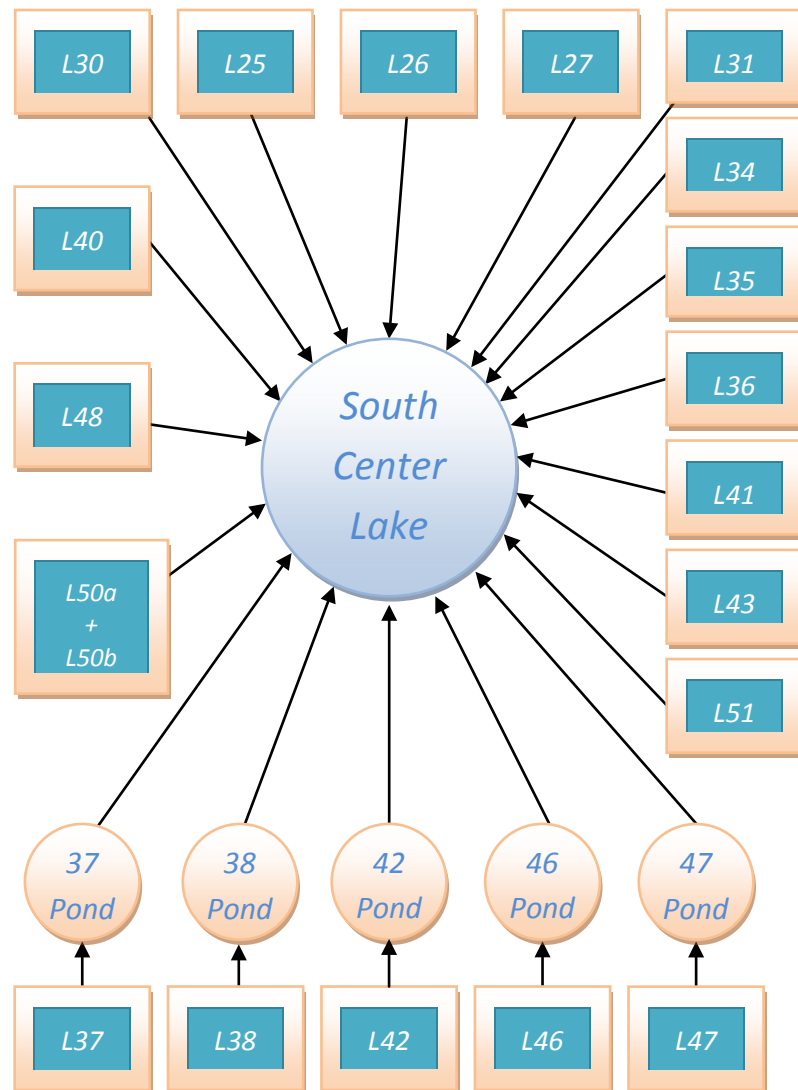 L30
L25
L26
L27
L31
L34
L40
L35
L36
South
Center
Lake
L48
L41
L43
L50a
+
L50b
L51
37
Pond
38
Pond
42
Pond
46
Pond
47
Pond
L37
L38
L42
L46
L47